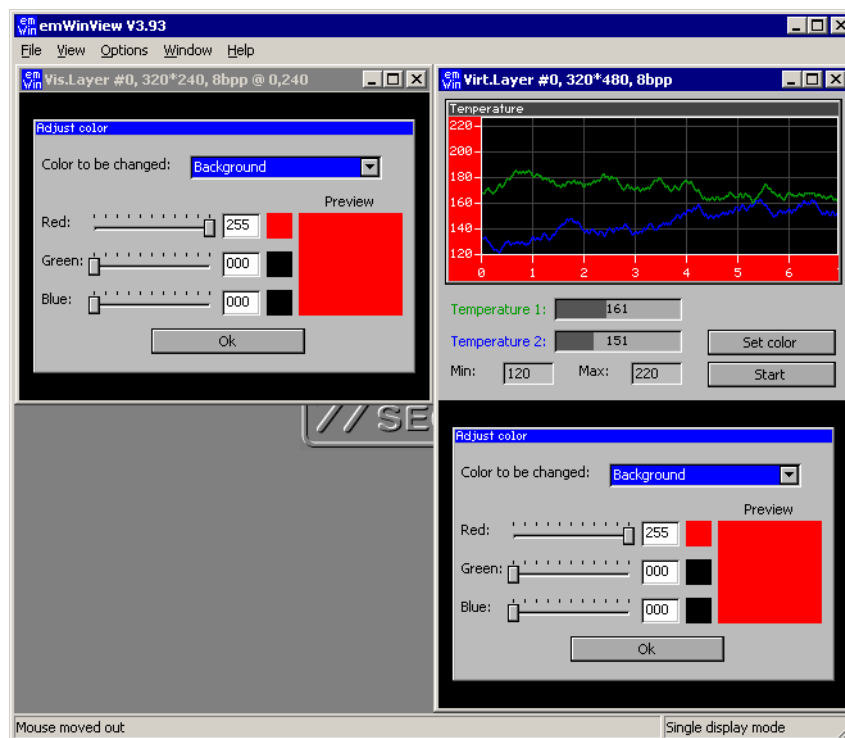 emWinView V3.93
File View Options Window Help
Vis.Layer #0, 320*240, 8bpp @ 0,240
Adjust color
Color to be changed: Background
Preview
Red: 255
Green: 000
Blue: 000
Ok
Virt.Layer #0, 320*480, 8bpp
Temperature
220
200
180
160
140
120
0 1 2 3 4 5 6
Temperature 1: 161
Temperature 2: 151 Set color
Min: 120 Max: 220 Start
// SE
Adjust color
Color to be changed: Background
Preview
Red: 255
Green: 000
Blue: 000
Ok
Mouse moved out Single display mode